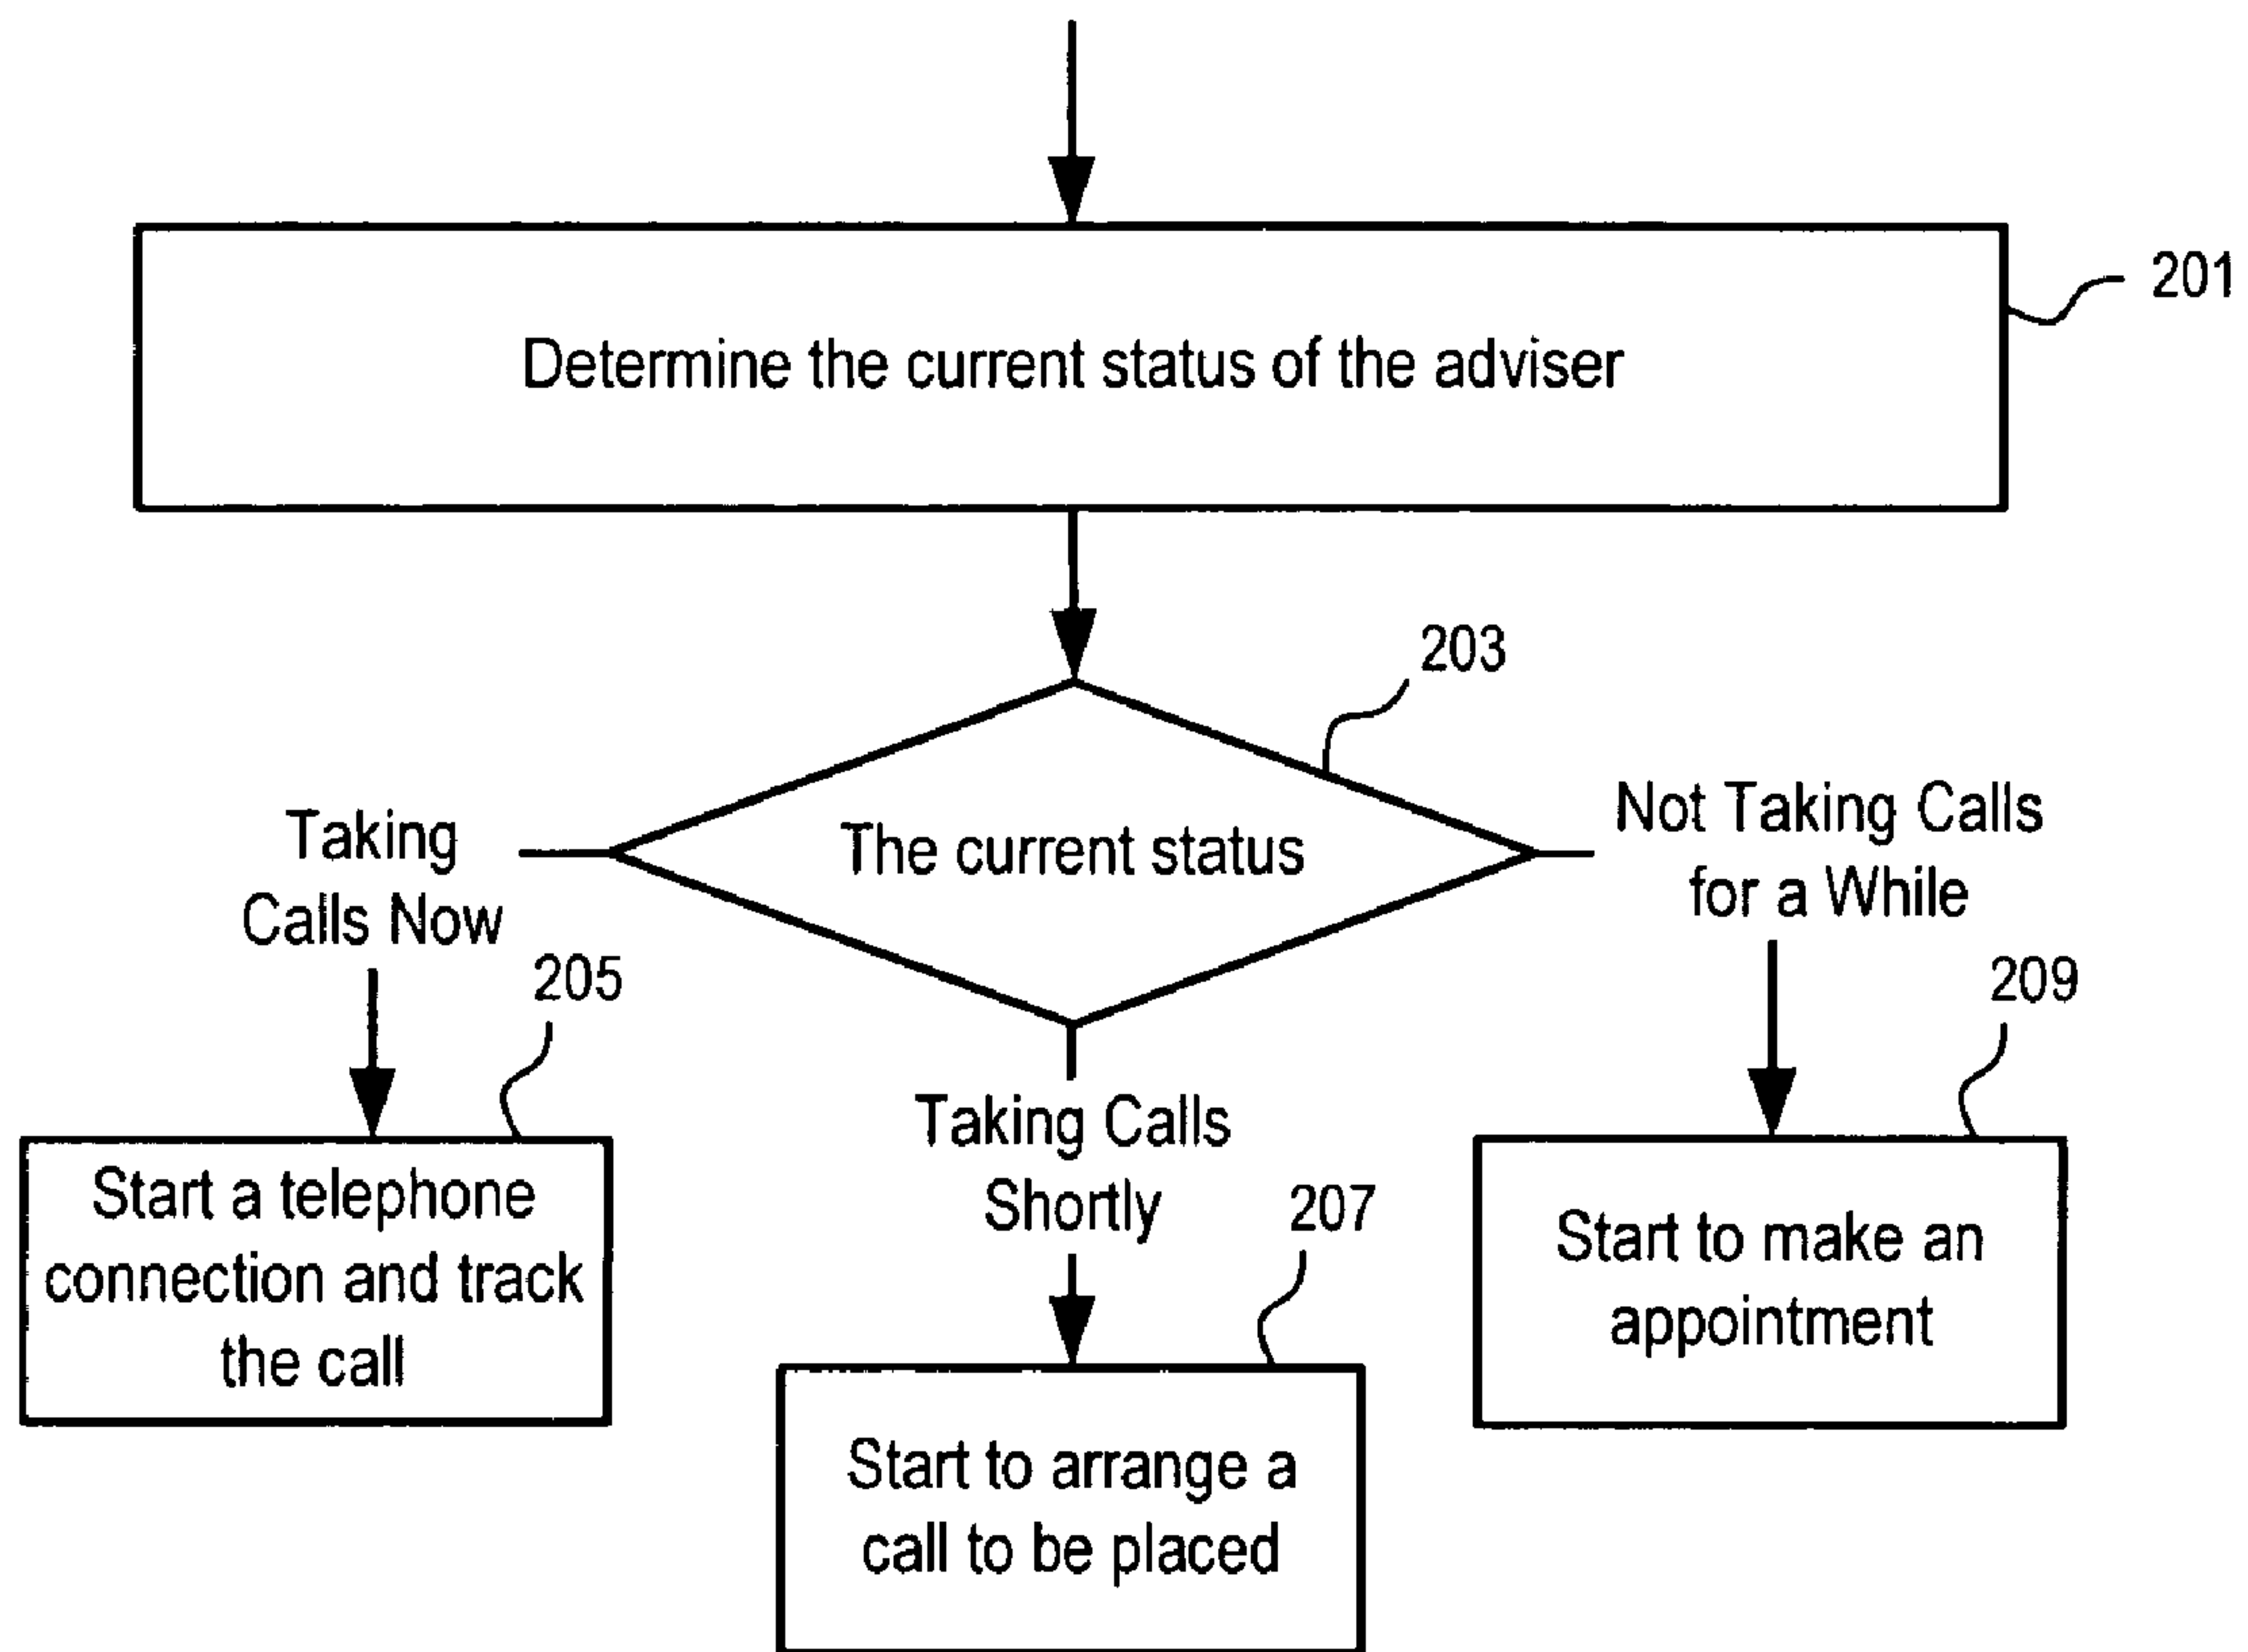 201
Determine the current status of the adviser
203
The current status
Taking
Calls Now
Not Taking Calls
for a While
205
209
Taking Calls
Shortly
207
Start a telephone
connection and track
the call
Start to make an
appointment
Start to arrange a
call to be placed